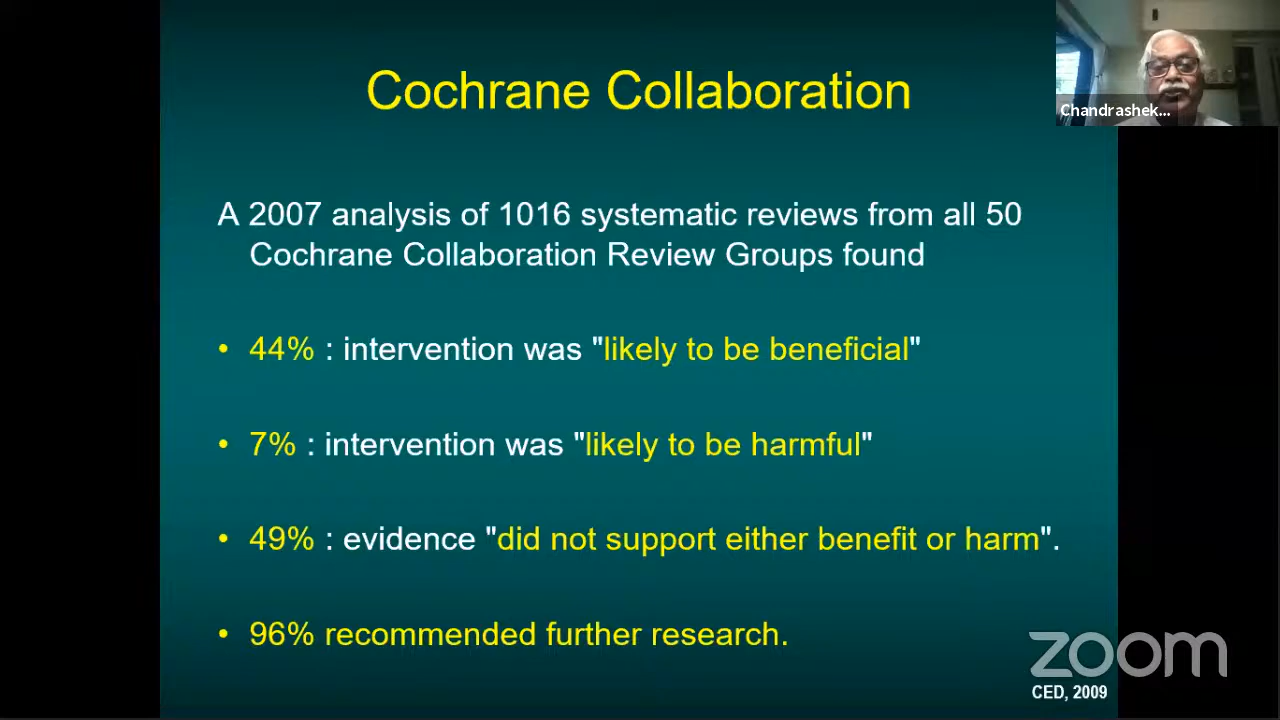 Cochrane Collaboration
Chandrashek...
A 2007 analysis of 1016 systematic reviews from all 50
Cochrane Collaboration Review Groups found
• 44% : intervention was "likely to be beneficial"
• 7% : intervention was "likely to be harmful"
• 49% : evidence "did not support either benefit or harm".
• 96% recommended further research.
zoom
CED, 2009